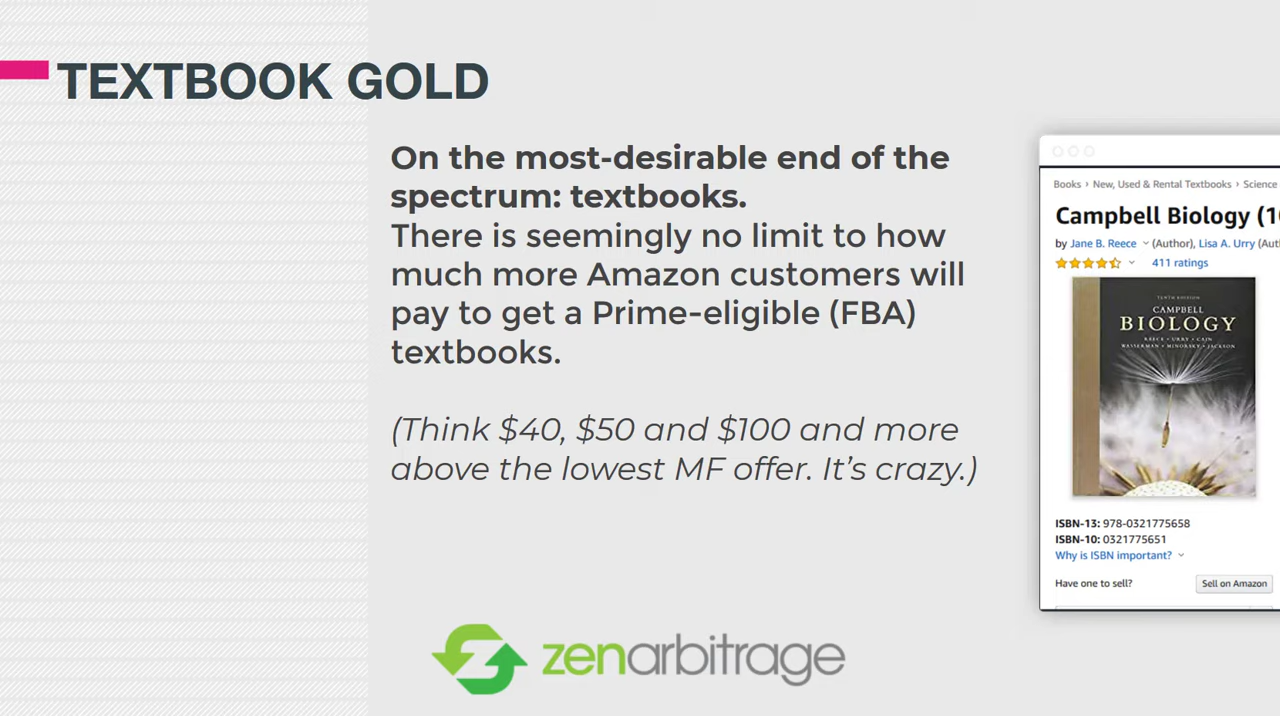 TEXTBOOK GOLD
On the most-desirable end of the
spectrum: textbooks.
There is seemingly no limit to how
much more Amazon customers will
pay to get a Prime-eligible (FBA)
textbooks.
(Think $40, $50 and $100 and more
above the lowest MF offer. It’s crazy.)
Books › New, Used & Rental Textbooks › Science
Campbell Biology (1
by Jane B. Reece (Author), Lisa A. Urry (Aut
411 ratings
TENTH EDITION
CAMPBELL
BIOLOGY
REECE • URRY • CAIN
WASSERMAN • MINORSKY • JACKSON
ISBN-13: 978-0321775658
ISBN-10: 0321775651
Why is ISBN important?
Have one to sell?
Sell on Amazon
zenarbitrage